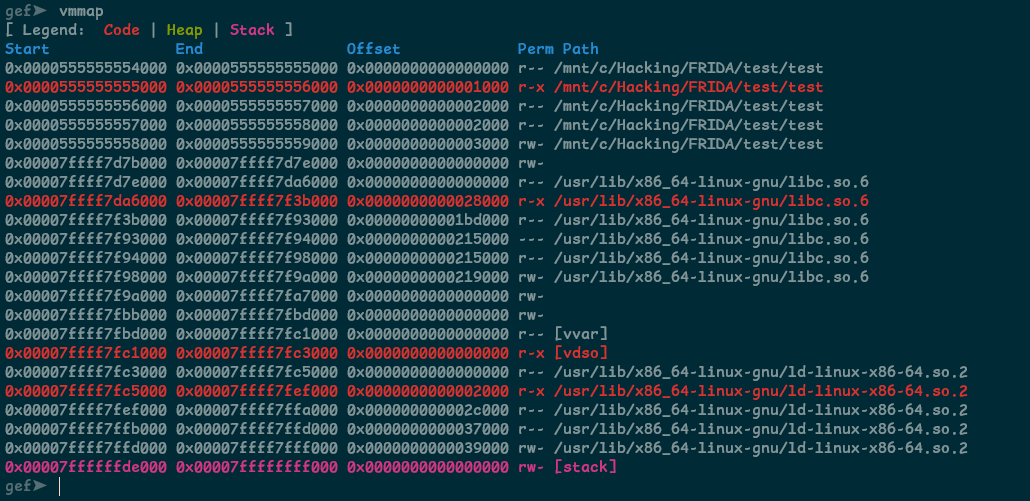 gef➤  vmmap
[ Legend:  Code | Heap | Stack ]
Start              End                Offset             Perm Path
0x0000555555554000 0x0000555555555000 0x0000000000000000 r-- /mnt/c/Hacking/FRIDA/test/test
0x0000555555555000 0x0000555555556000 0x0000000000001000 r-x /mnt/c/Hacking/FRIDA/test/test
0x0000555555556000 0x0000555555557000 0x0000000000002000 r-- /mnt/c/Hacking/FRIDA/test/test
0x0000555555557000 0x0000555555558000 0x0000000000002000 r-- /mnt/c/Hacking/FRIDA/test/test
0x0000555555558000 0x0000555555559000 0x0000000000003000 rw- /mnt/c/Hacking/FRIDA/test/test
0x00007ffff7d7b000 0x00007ffff7d7e000 0x0000000000000000 rw-
0x00007ffff7d7e000 0x00007ffff7da6000 0x0000000000000000 r-- /usr/lib/x86_64-linux-gnu/libc.so.6
0x00007ffff7da6000 0x00007ffff7f3b000 0x0000000000028000 r-x /usr/lib/x86_64-linux-gnu/libc.so.6
0x00007ffff7f3b000 0x00007ffff7f93000 0x00000000001bd000 r-- /usr/lib/x86_64-linux-gnu/libc.so.6
0x00007ffff7f93000 0x00007ffff7f94000 0x0000000000215000 --- /usr/lib/x86_64-linux-gnu/libc.so.6
0x00007ffff7f94000 0x00007ffff7f98000 0x0000000000215000 r-- /usr/lib/x86_64-linux-gnu/libc.so.6
0x00007ffff7f98000 0x00007ffff7f9a000 0x0000000000219000 rw- /usr/lib/x86_64-linux-gnu/libc.so.6
0x00007ffff7f9a000 0x00007ffff7fa7000 0x0000000000000000 rw-
0x00007ffff7fbb000 0x00007ffff7fbd000 0x0000000000000000 rw-
0x00007ffff7fbd000 0x00007ffff7fc1000 0x0000000000000000 r-- [vvar]
0x00007ffff7fc1000 0x00007ffff7fc3000 0x0000000000000000 r-x [vdso]
0x00007ffff7fc3000 0x00007ffff7fc5000 0x0000000000000000 r-- /usr/lib/x86_64-linux-gnu/ld-linux-x86-64.so.2
0x00007ffff7fc5000 0x00007ffff7fef000 0x0000000000002000 r-x /usr/lib/x86_64-linux-gnu/ld-linux-x86-64.so.2
0x00007ffff7fef000 0x00007ffff7ffa000 0x000000000002c000 r-- /usr/lib/x86_64-linux-gnu/ld-linux-x86-64.so.2
0x00007ffff7ffb000 0x00007ffff7ffd000 0x0000000000037000 r-- /usr/lib/x86_64-linux-gnu/ld-linux-x86-64.so.2
0x00007ffff7ffd000 0x00007ffff7fff000 0x0000000000039000 rw- /usr/lib/x86_64-linux-gnu/ld-linux-x86-64.so.2
0x00007ffffffde000 0x00007ffffffff000 0x0000000000000000 rw- [stack]
gef➤